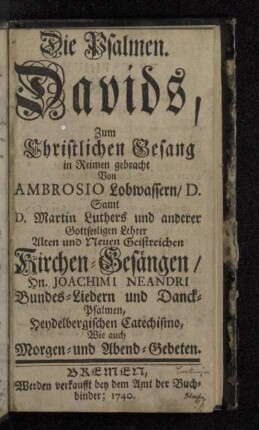 Die Psalmen.
Davids,
Zum
Christlichen Gesang
in Reimen gebracht
Von
AMBROSIO Lobwassern/ D.
Samt
D. Martin Luthers und anderer
Gottseeligen Lehrer
Alten und Neuen Geistreichen
Kirchen-Gesängen/
Hn. JOACHIMI NEANDRI
Bundes-Liedern und Danck-
Psalmen,
Heydelbergischen Catechismo,
Wie auch
Morgen- und Abend-Gebeten.
BREMEN,
Werden verkaufft bey dem Amt der Buch-
binder; 1740.